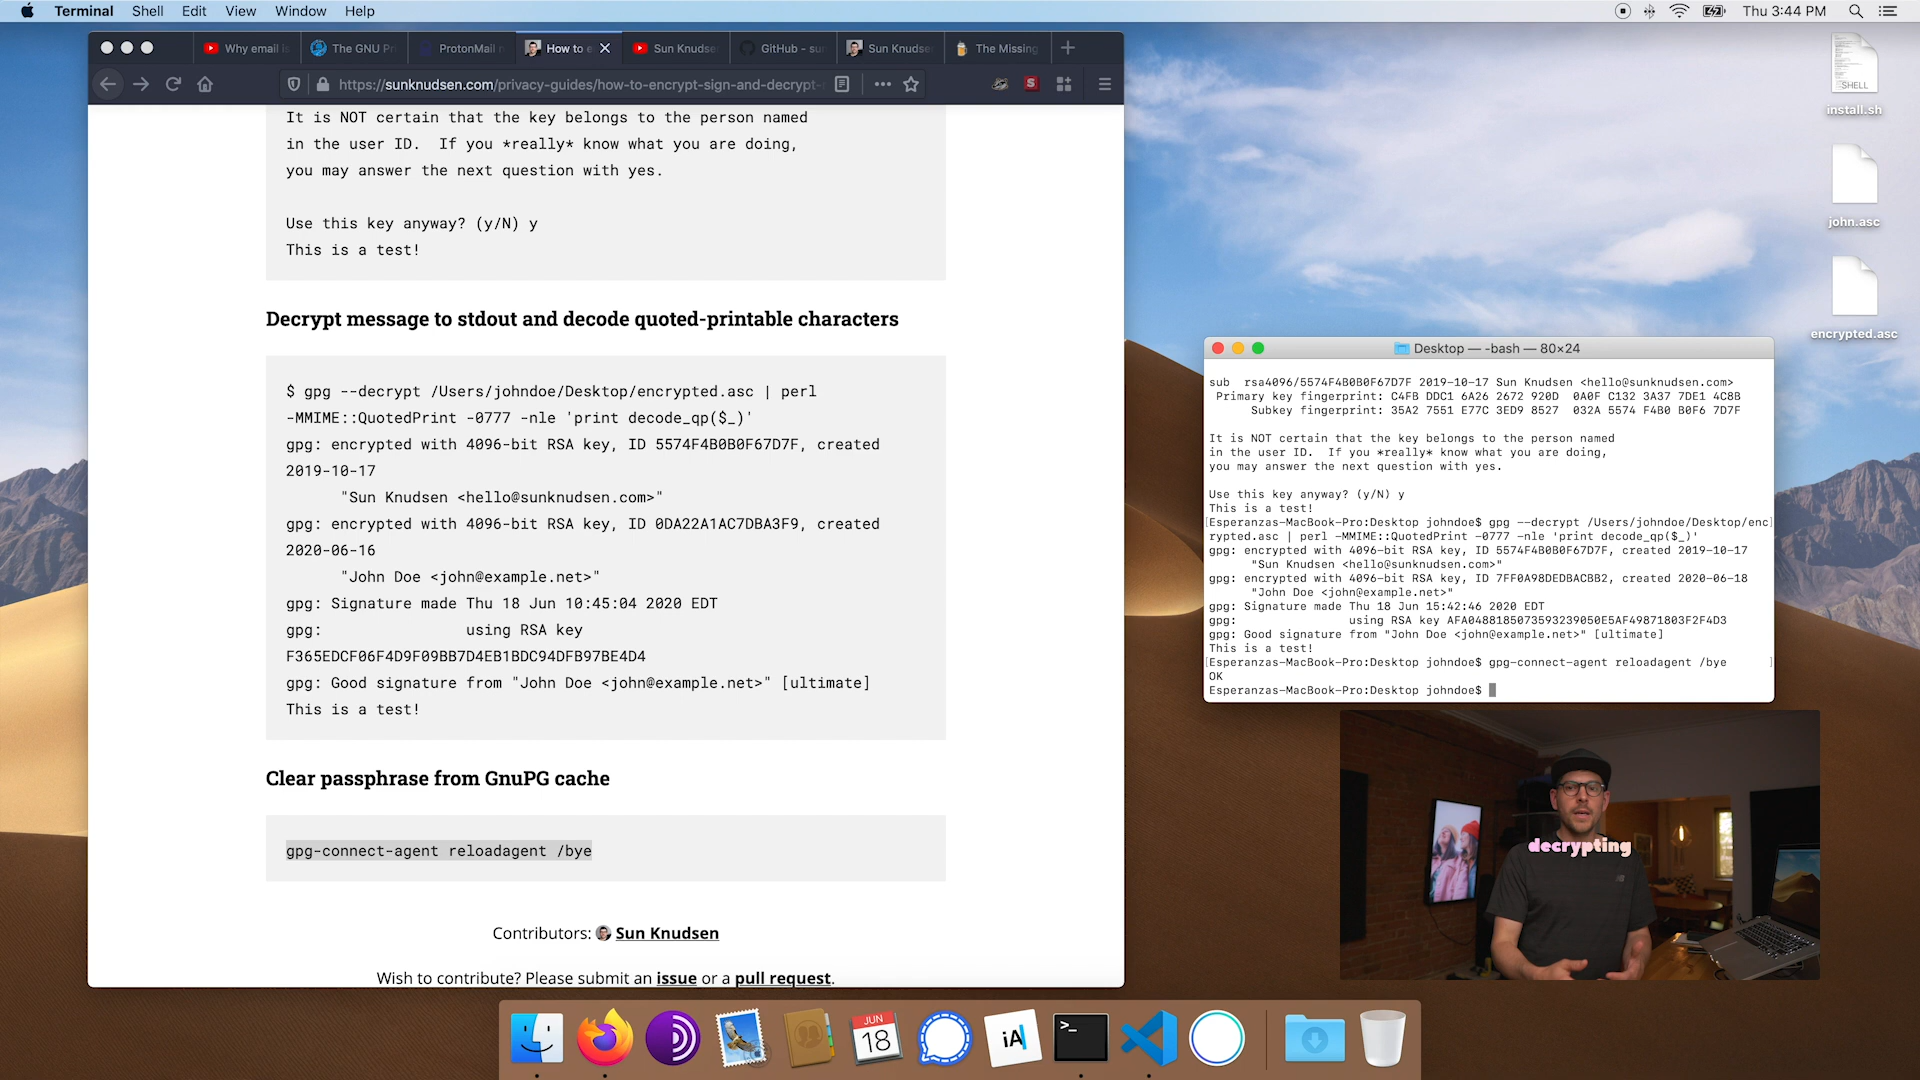 Terminal Shell Edit View Window Help
Thu 3:44 PM
Why email is
The GNU Pr
ProtonMail
How to e
Sun Knudse
GitHub - su
Sun Knudse
The Missing
https://sunknudsen.com/privacy-guides/how-to-encrypt-sign-and-decrypt-
It is NOT certain that the key belongs to the person named
in the user ID.  If you *really* know what you are doing,
you may answer the next question with yes.
Use this key anyway? (y/N) y
This is a test!
Decrypt message to stdout and decode quoted-printable characters
$ gpg --decrypt /Users/johndoe/Desktop/encrypted.asc | perl
-MMIME::QuotedPrint -0777 -nle 'print decode_qp($_)'
gpg: encrypted with 4096-bit RSA key, ID 5574F4B0B0F67D7F, created
2019-10-17
"Sun Knudsen <hello@sunknudsen.com>"
gpg: encrypted with 4096-bit RSA key, ID 0DA22A1AC7DBA3F9, created
2020-06-16
"John Doe <john@example.net>"
gpg: Signature made Thu 18 Jun 10:45:04 2020 EDT
gpg:                using RSA key
F365EDCF06F4D9F09BB7D4EB1BDC94DFB97BE4D4
gpg: Good signature from "John Doe <john@example.net>" [ultimate]
This is a test!
Clear passphrase from GnuPG cache
gpg-connect-agent reloadagent /bye
Contributors: Sun Knudsen
Wish to contribute? Please submit an issue or a pull request.
SHELL
install.sh
john.asc
encrypted.asc
Desktop — -bash — 80×24
sub  rsa4096/5574F4B0B0F67D7F 2019-10-17 Sun Knudsen <hello@sunknudsen.com>
Primary key fingerprint: C4FB DDC1 6A26 2672 920D  0A0F C132 3A37 7DE1 4C8B
Subkey fingerprint: 35A2 7551 E77C 3ED9 8527  032A 5574 F4B0 B0F6 7D7F
It is NOT certain that the key belongs to the person named
in the user ID.  If you *really* know what you are doing,
you may answer the next question with yes.
Use this key anyway? (y/N) y
This is a test!
[Esperanzas-MacBook-Pro:Desktop johndoe$ gpg --decrypt /Users/johndoe/Desktop/enc]
rypted.asc | perl -MMIME::QuotedPrint -0777 -nle 'print decode_qp($_)'
gpg: encrypted with 4096-bit RSA key, ID 5574F4B0B0F67D7F, created 2019-10-17
"Sun Knudsen <hello@sunknudsen.com>"
gpg: encrypted with 4096-bit RSA key, ID 7FF0A98DEDBACBB2, created 2020-06-18
"John Doe <john@example.net>"
gpg: Signature made Thu 18 Jun 15:42:46 2020 EDT
gpg:                using RSA key AFA0488185073593239050E5AF49871803F2F4D3
gpg: Good signature from "John Doe <john@example.net>" [ultimate]
This is a test!
[Esperanzas-MacBook-Pro:Desktop johndoe$ gpg-connect-agent reloadagent /bye ]
OK
Esperanzas-MacBook-Pro:Desktop johndoe$
decrypting
JUN
18
iA
>_